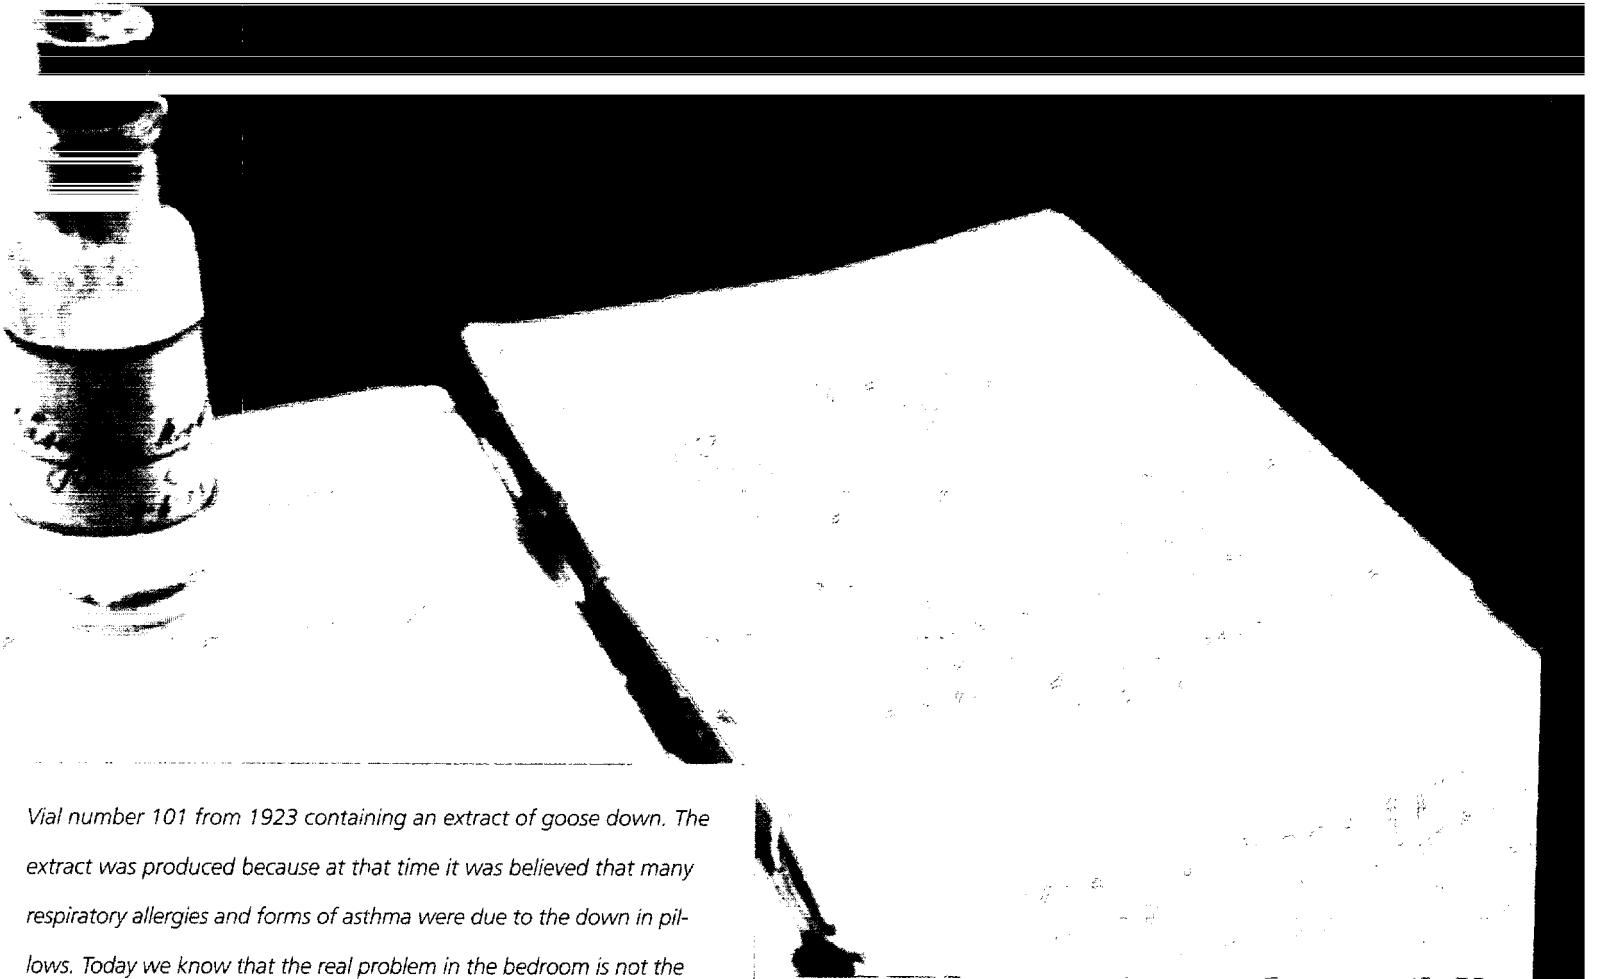 Vial number 101 from 1923 containing an extract of goose down. The
extract was produced because at that time it was believed that many
respiratory allergies and forms of asthma were due to the down in pil-
lows. Today we know that the real problem in the bedroom is not the